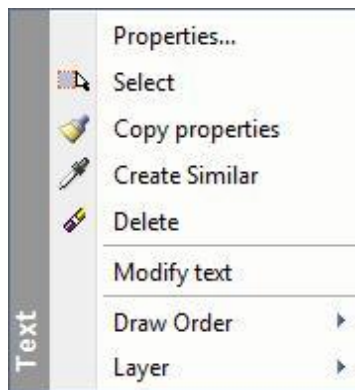 Properties...
Select
Copy properties
Create Similar
Delete
Modify text
Draw Order
Layer
Text